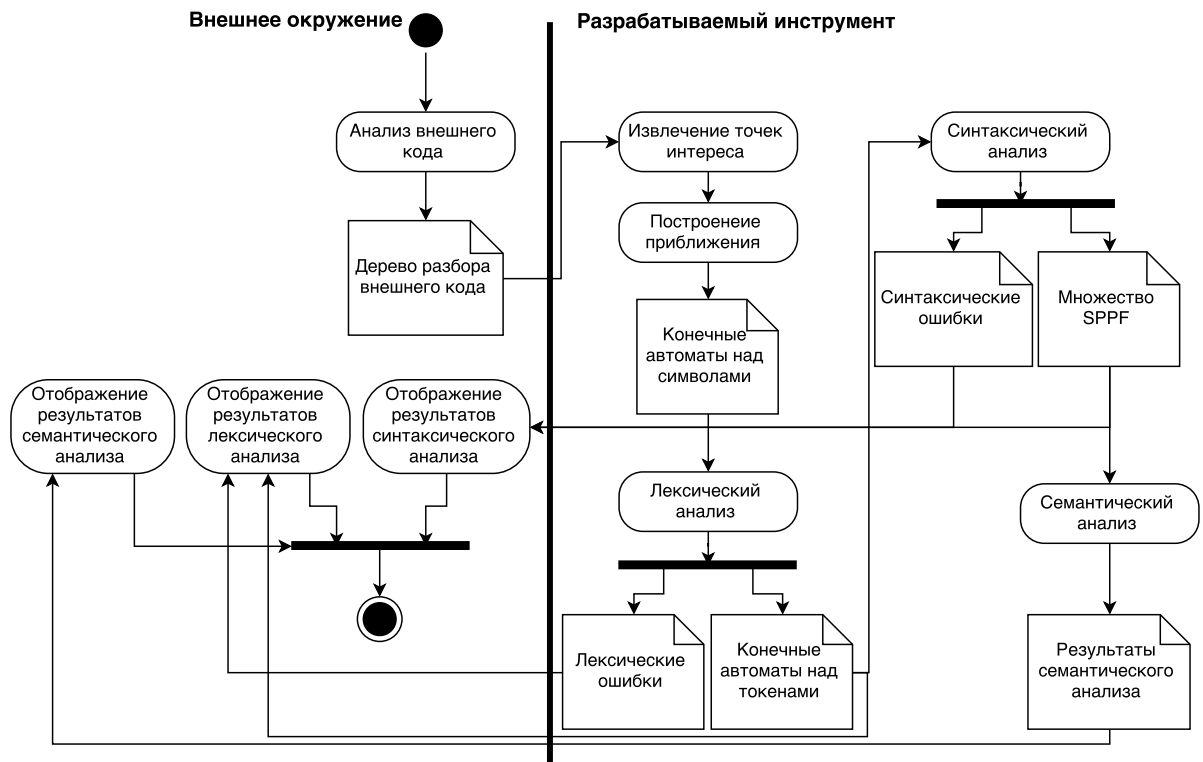 Внешнее окружение
Разрабатываемый инструмент
Анализ внешнего
кода
Дерево разбора
внешнего кода
Извлечение точек
интереса
Построенеие
приближения
Конечные
автоматы над
символами
Лексический
анализ
Лексические
ошибки
Конечные
автоматы над
токенами
Синтаксический
анализ
Синтаксические
ошибки
Множество
SPPF
Семантический
анализ
Результаты
семантического
анализа
Отображение
результатов
семантического
анализа
Отображение
результатов
лексического
анализа
Отображение
результатов
синтаксического
анализа